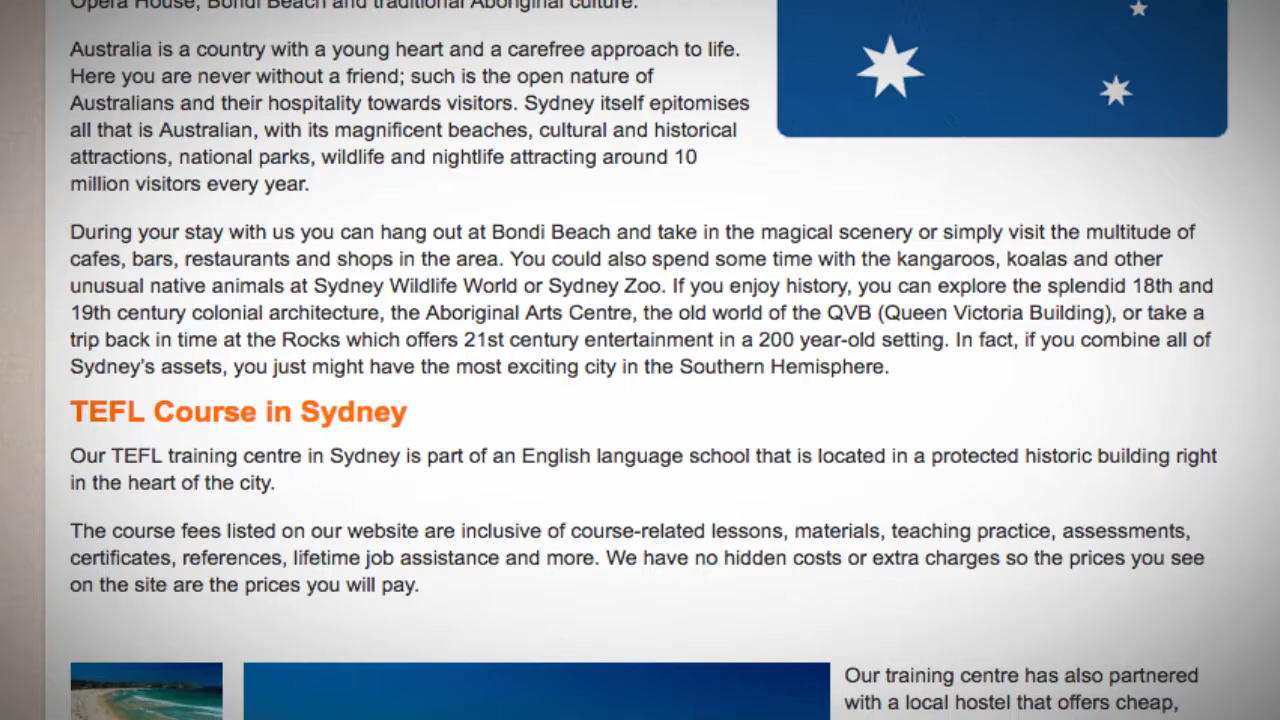 Opera House, Bondi Beach and traditional Aboriginal culture.
Australia is a country with a young heart and a carefree approach to life.
Here you are never without a friend; such is the open nature of
Australians and their hospitality towards visitors. Sydney itself epitomises
all that is Australian, with its magnificent beaches, cultural and historical
attractions, national parks, wildlife and nightlife attracting around 10
million visitors every year.
During your stay with us you can hang out at Bondi Beach and take in the magical scenery or simply visit the multitude of
cafes, bars, restaurants and shops in the area. You could also spend some time with the kangaroos, koalas and other
unusual native animals at Sydney Wildlife World or Sydney Zoo. If you enjoy history, you can explore the splendid 18th and
19th century colonial architecture, the Aboriginal Arts Centre, the old world of the QVB (Queen Victoria Building), or take a
trip back in time at the Rocks which offers 21st century entertainment in a 200 year-old setting. In fact, if you combine all of
Sydney’s assets, you just might have the most exciting city in the Southern Hemisphere.
TEFL Course in Sydney
Our TEFL training centre in Sydney is part of an English language school that is located in a protected historic building right
in the heart of the city.
The course fees listed on our website are inclusive of course-related lessons, materials, teaching practice, assessments,
certificates, references, lifetime job assistance and more. We have no hidden costs or extra charges so the prices you see
on the site are the prices you will pay.
Our training centre has also partnered
with a local hostel that offers cheap,